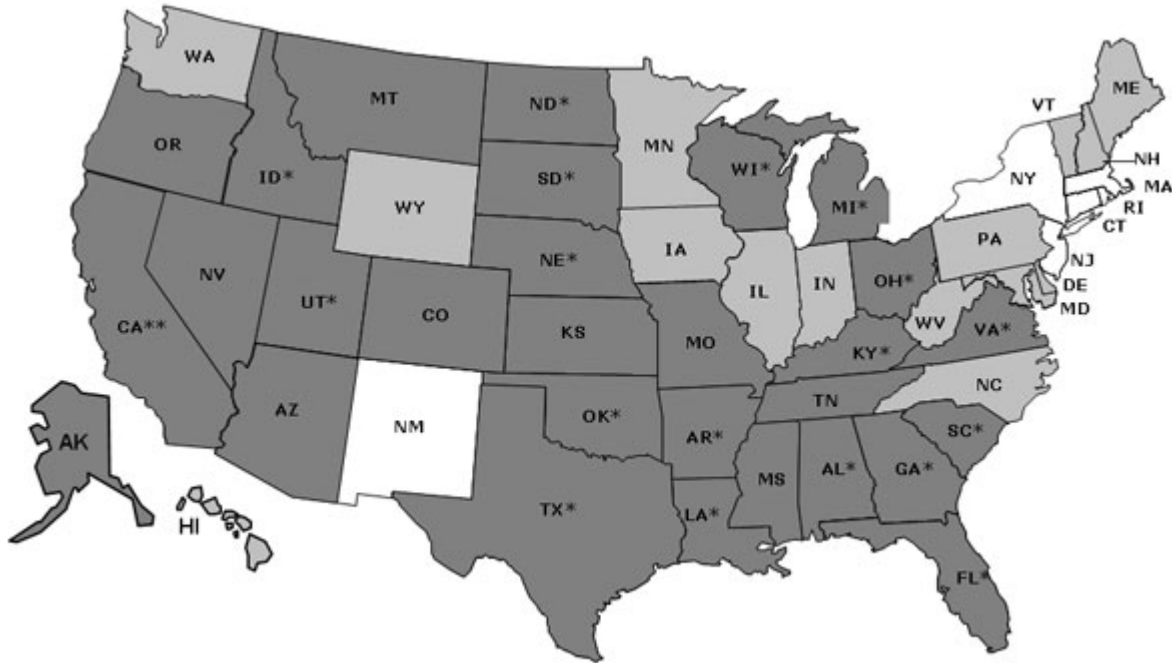 WA
ME
VT
MT
ND*
MN
OR
NH
ID*
WI*
NY
SD*
MA
WY
MI*
RI
CT
PA
IA
NE*
NJ
NV
IL
IN
OH*
DE
UT*
CO
MD
CA**
WV
VA*
KS
MO
KY*
NC
TN
AZ
OK*
NM
AR*
SC*
AK
MS
AL*
GA*
TX*
LA*
HI
FL*